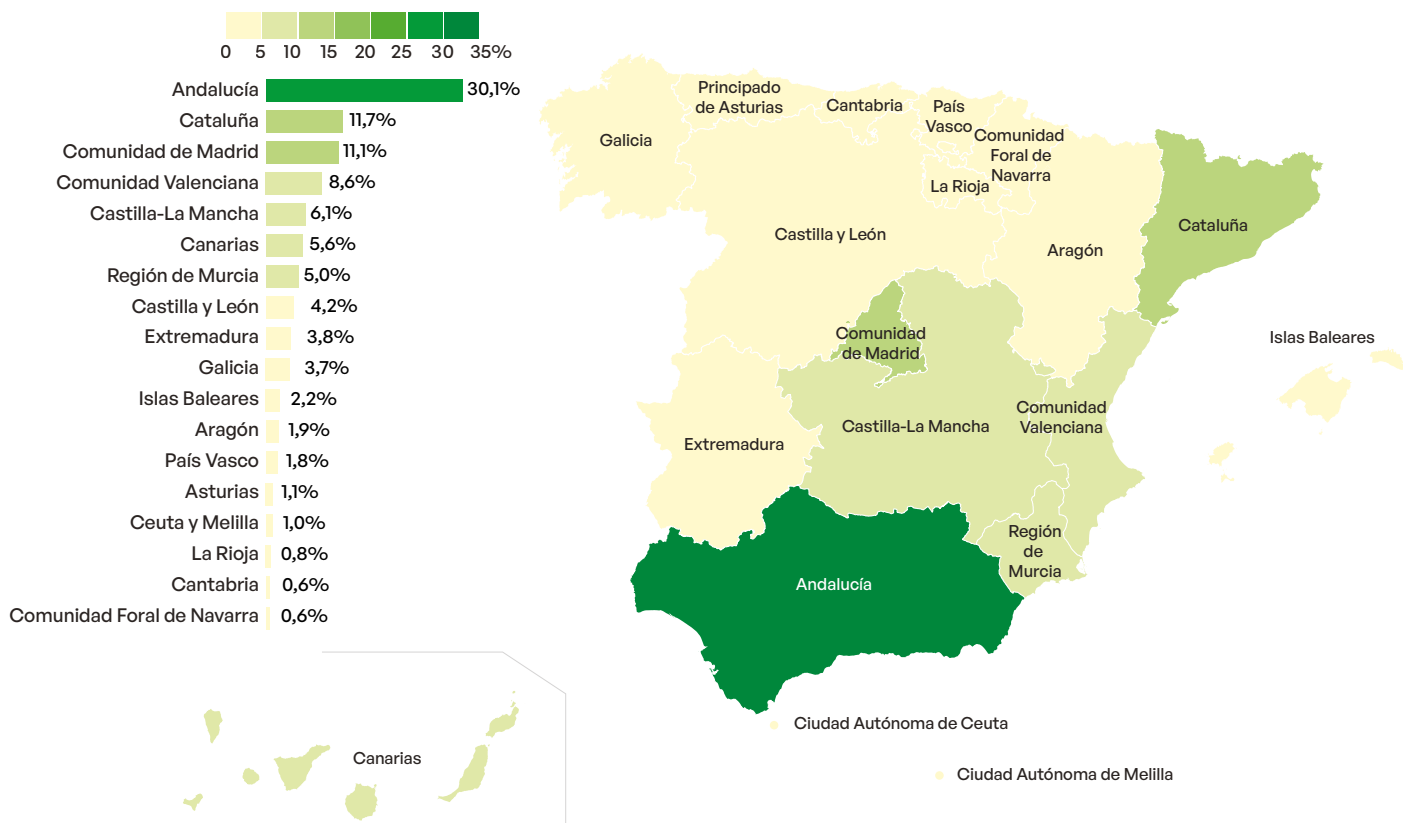 0 5 10 15 20 25 30 35%
Andalucía 30,1%
Cataluña 11,7%
Comunidad de Madrid 11,1%
Comunidad Valenciana 8,6%
Castilla-La Mancha 6,1%
Canarias 5,6%
Región de Murcia 5,0%
Castilla y León 4,2%
Extremadura 3,8%
Galicia 3,7%
Islas Baleares 2,2%
Aragón 1,9%
País Vasco 1,8%
Asturias 1,1%
Ceuta y Melilla 1,0%
La Rioja 0,8%
Cantabria 0,6%
Comunidad Foral de Navarra 0,6%
Principado
de Asturias
Cantabria
País
Vasco
Comunidad
Foral de
Navarra
Galicia
La Rioja
Castilla y León
Aragón
Cataluña
Comunidad
de Madrid
Islas Baleares
Comunidad
Valenciana
Castilla-La Mancha
Extremadura
Región
de
Murcia
Andalucía
Ciudad Autónoma de Ceuta
Canarias
Ciudad Autónoma de Melilla